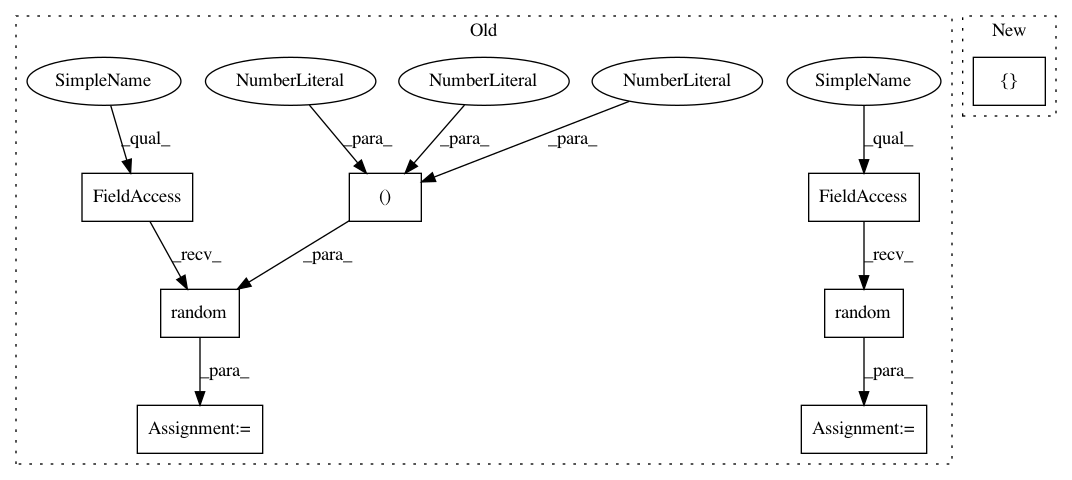 Old
New
SimpleName
NumberLiteral
NumberLiteral
NumberLiteral
SimpleName
{}
_qual_
_para_
_para_
_para_
_qual_
FieldAccess
()
FieldAccess
_recv_
_para_
_recv_
random
random
_para_
_para_
Assignment:=
Assignment:=